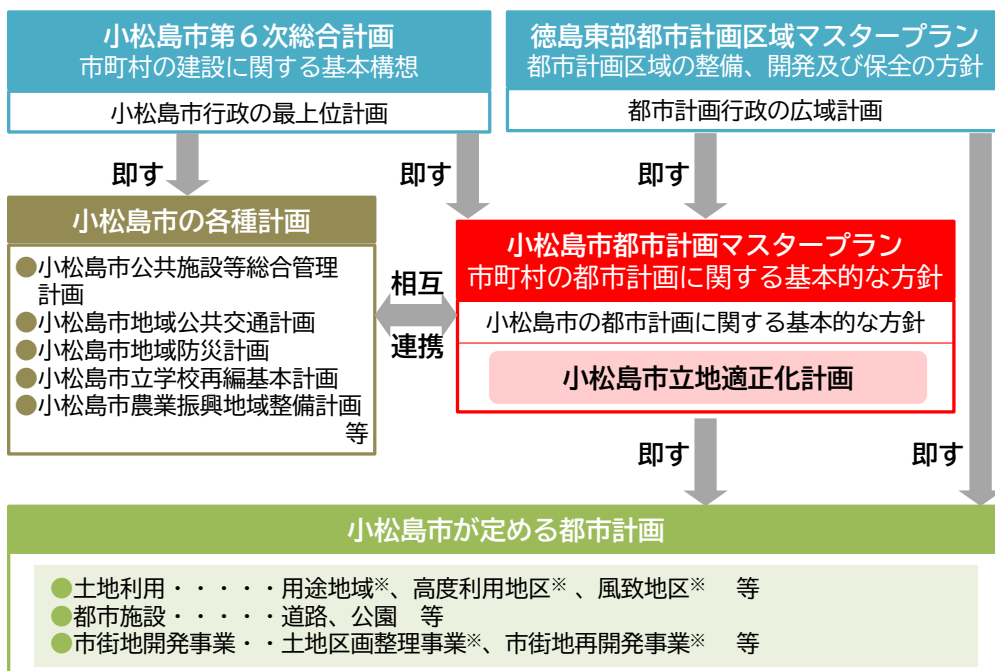 小松島市第６次総合計画
市町村の建設に関する基本構想
小松島市行政の最上位計画
徳島東部都市計画区域マスタープラン
都市計画区域の整備、開発及び保全の方針
都市計画行政の広域計画
即す
即す
即す
小松島市の各種計画
●小松島市公共施設等総合管理
計画
●小松島市地域公共交通計画
●小松島市地域防災計画
●小松島市立学校再編基本計画
●小松島市農業振興地域整備計画
等
相互
連携
小松島市都市計画マスタープラン
市町村の都市計画に関する基本的な方針
小松島市の都市計画に関する基本的な方針
小松島市立地適正化計画
即す
即す
小松島市が定める都市計画
●土地利用・・・・・用途地域※、高度利用地区※ 、風致地区※ 等
●都市施設・・・・・道路、公園 等
●市街地開発事業・・土地区画整理事業※、市街地再開発事業※ 等